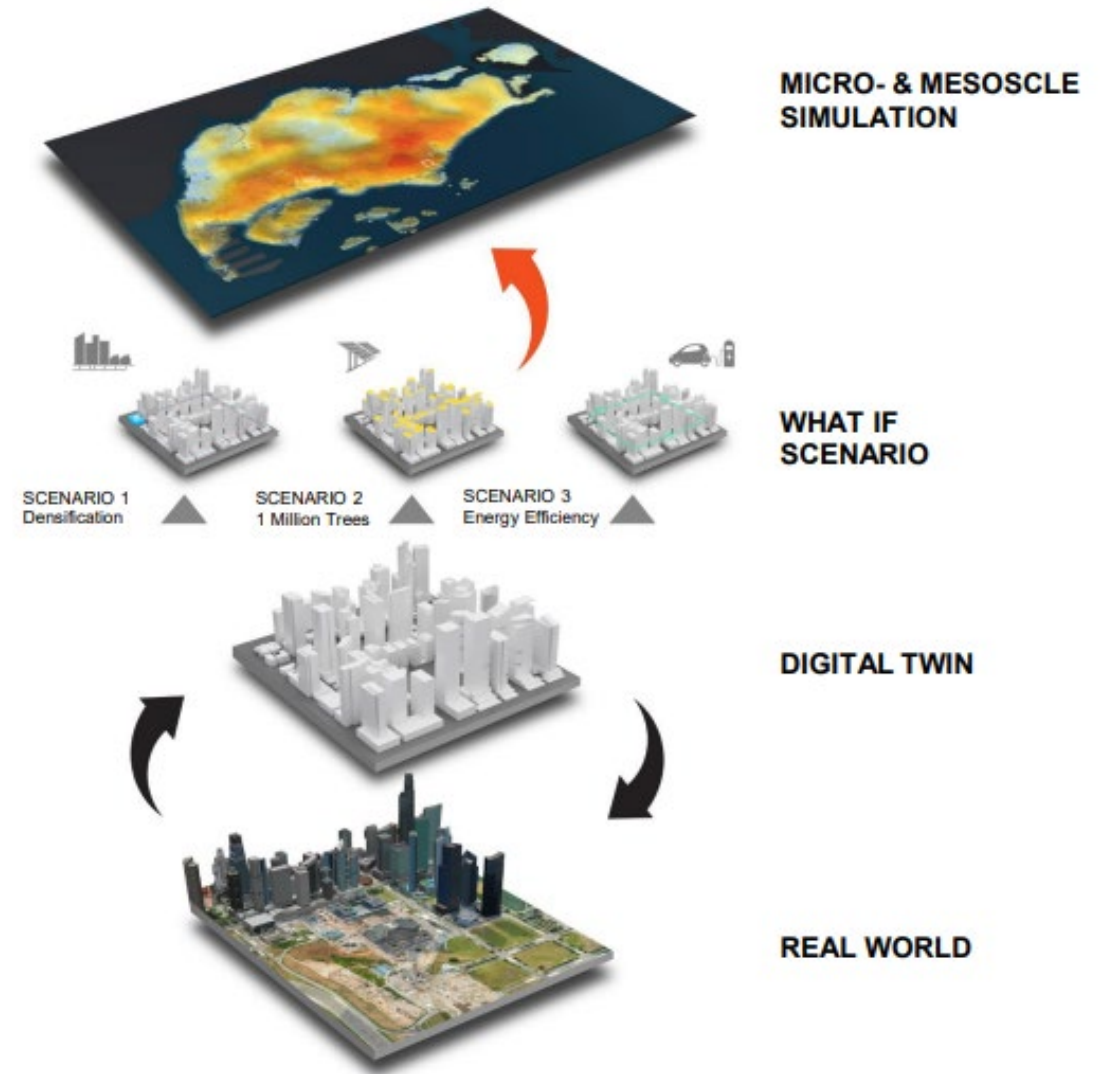 MICRO- & MESOSCLE
SIMULATION
WHAT IF
SCENARIO
SCENARIO 1
Densification
SCENARIO 2
1 Million Trees
SCENARIO 3
Energy Efficiency
DIGITAL TWIN
REAL WORLD